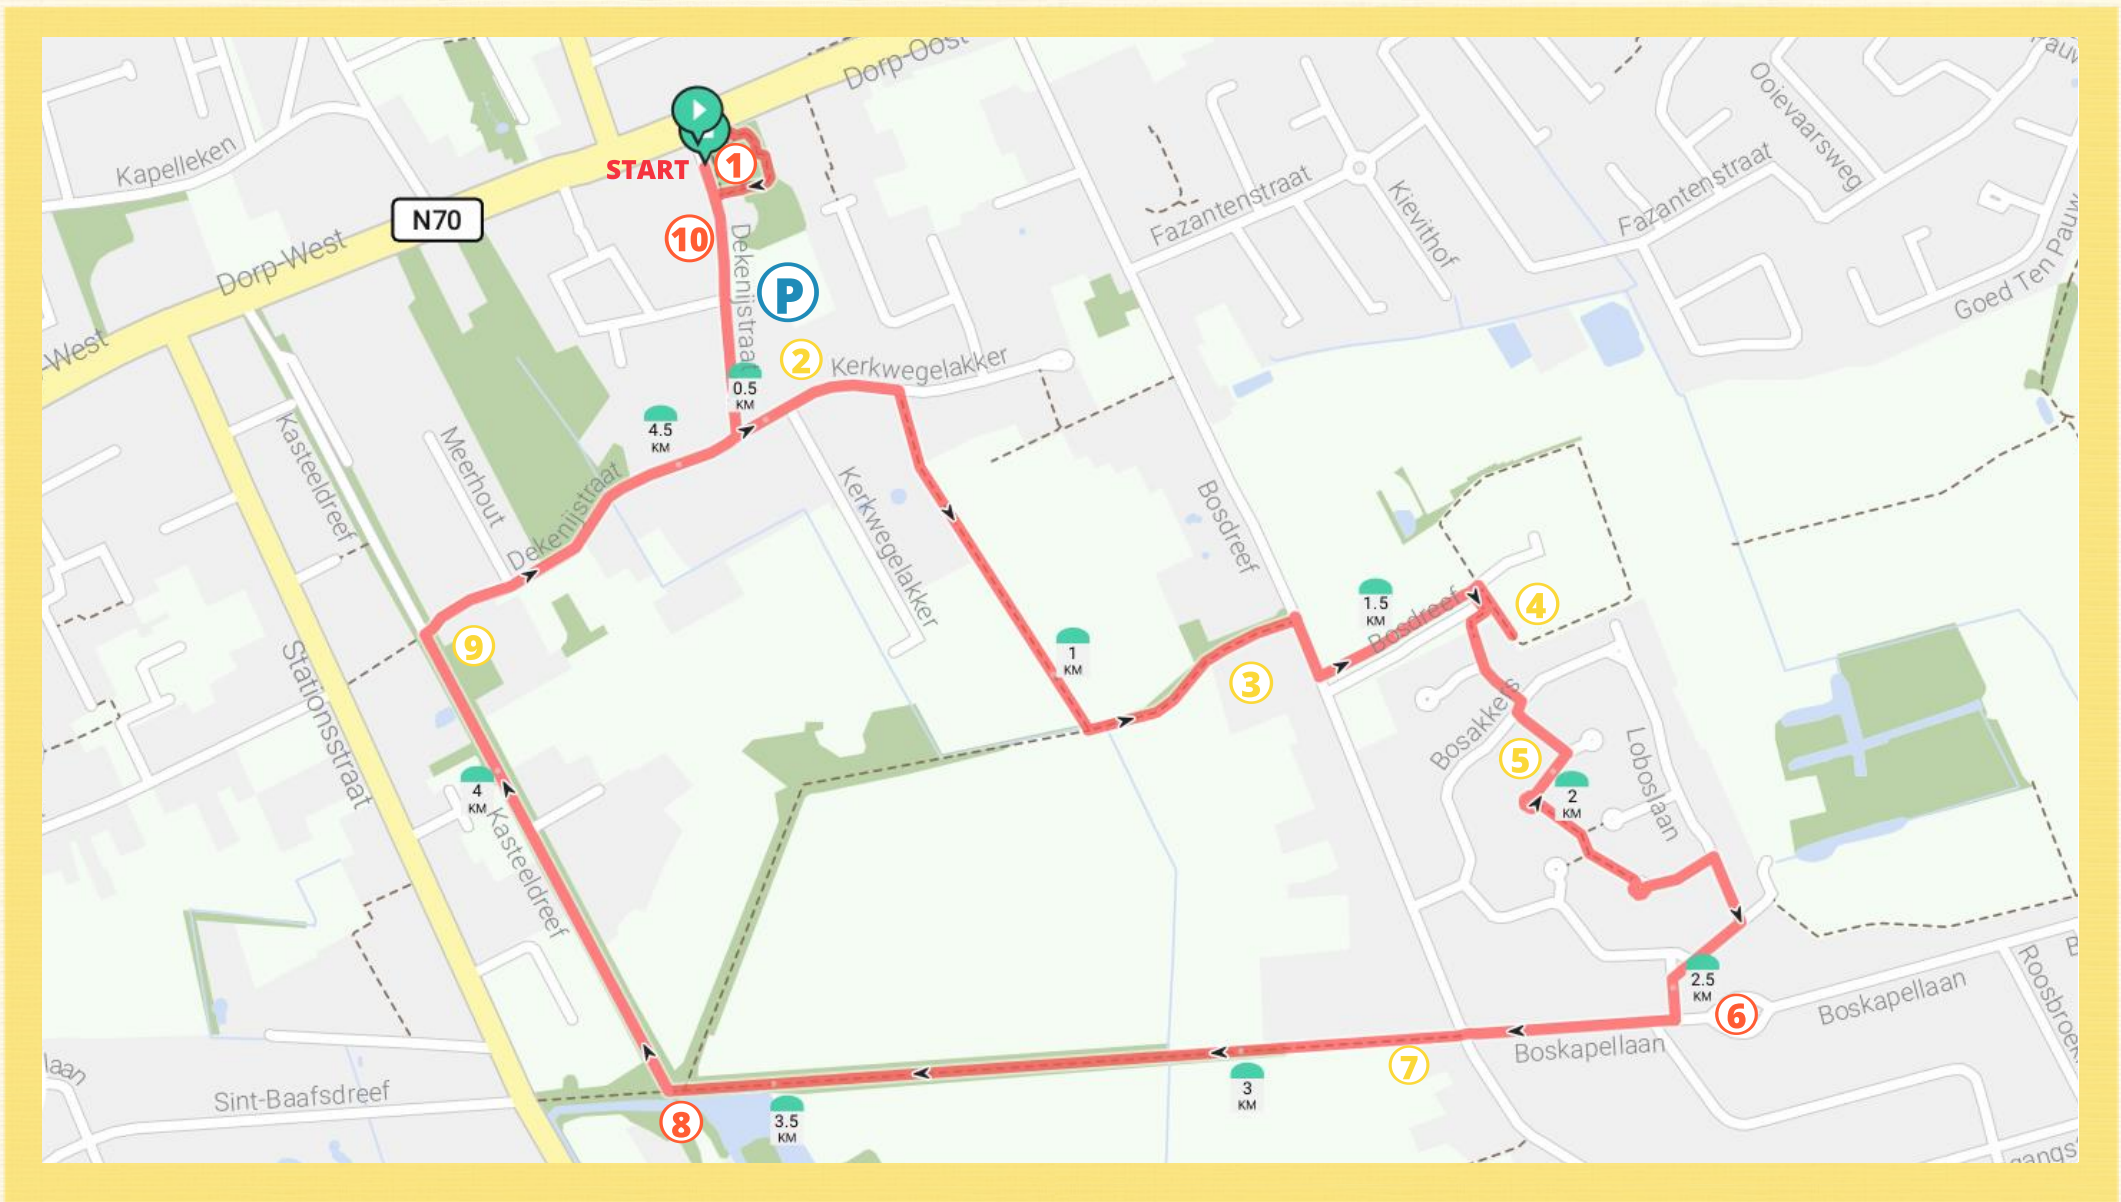 Dorp-Oost
Pauw
Ooievaarsweg
Kapelleken
START
1
Fazantenstraat
Fazantenstraat
Kievithof
N70
10
Dekenijstraat
Goed Ten Pauw
Dorp-West
P
-West
2
Kerkwegelakker
0.5
KM
4.5
KM
Kasteeldreef
Meerhout
Dekenijstraat
Kerkwegelakker
Bosdreef
1.5
KM
Bosdreef
4
9
1
KM
3
Stationsstraat
Bosakkers
5
Loboslaan
2
KM
4
KM
Kasteeldreef
2.5
KM
6
Boskapellaan
B
Roosbroek
Boskapellaan
7
3
KM
laan
Sint-Baafsdreef
8
3.5
KM
gangs